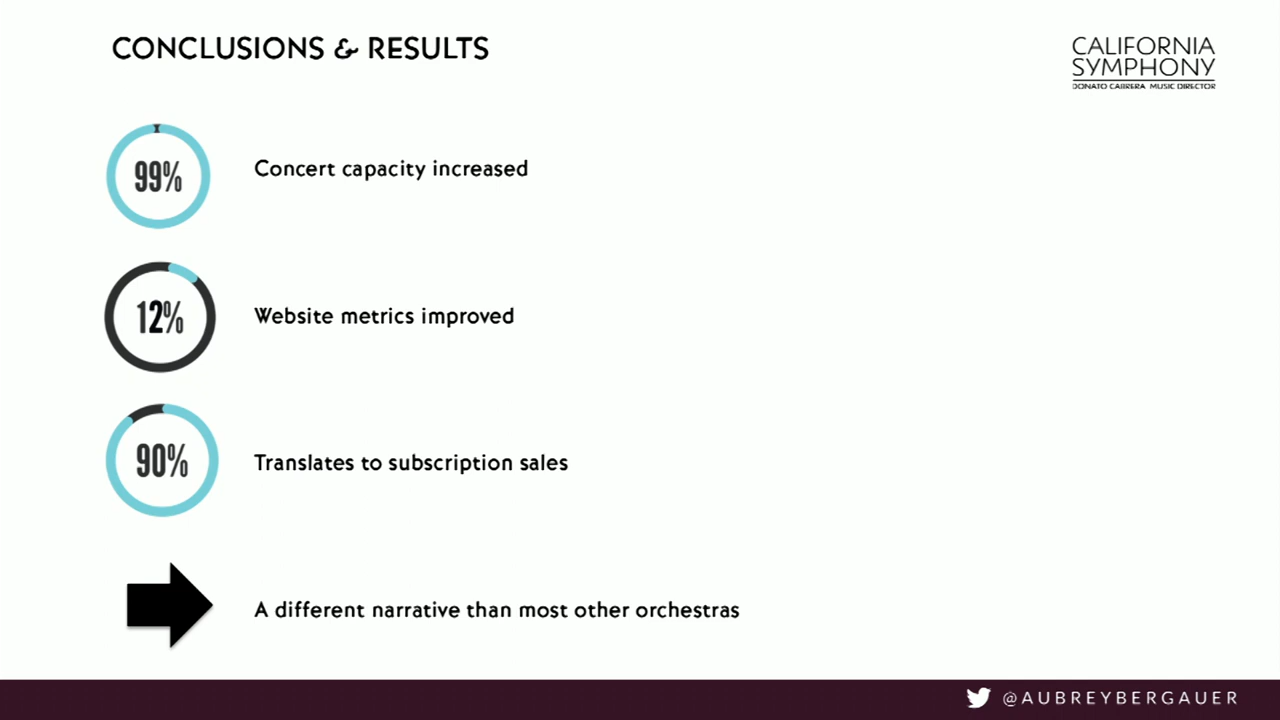 CONCLUSIONS & RESULTS
CALIFORNIA
SYMPHONY
DONATO CABRERA MUSIC DIRECTOR
99%
Concert capacity increased
12%
Website metrics improved
90%
Translates to subscription sales
A different narrative than most other orchestras
@AUBREYBERGAUER